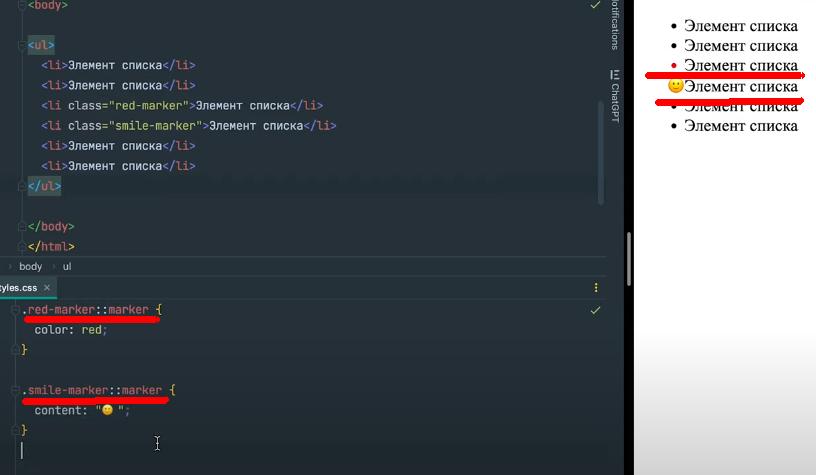 <body>
<ul>
<li>Элемент списка</li>
<li>Элемент списка</li>
<li class="red-marker">Элемент списка</li>
<li class="smile-marker">Элемент списка</li>
<li>Элемент списка</li>
<li>Элемент списка</li>
</ul>
</body>
</html>
body › ul
tyles.css ×
.red-marker::marker {
color: red;
}
.smile-marker::marker {
content: "🙂 ";
}
Notifications
ChatGPT
• Элемент списка
• Элемент списка
• Элемент списка
🙂Элемент списка
• Элемент списка
• Элемент списка